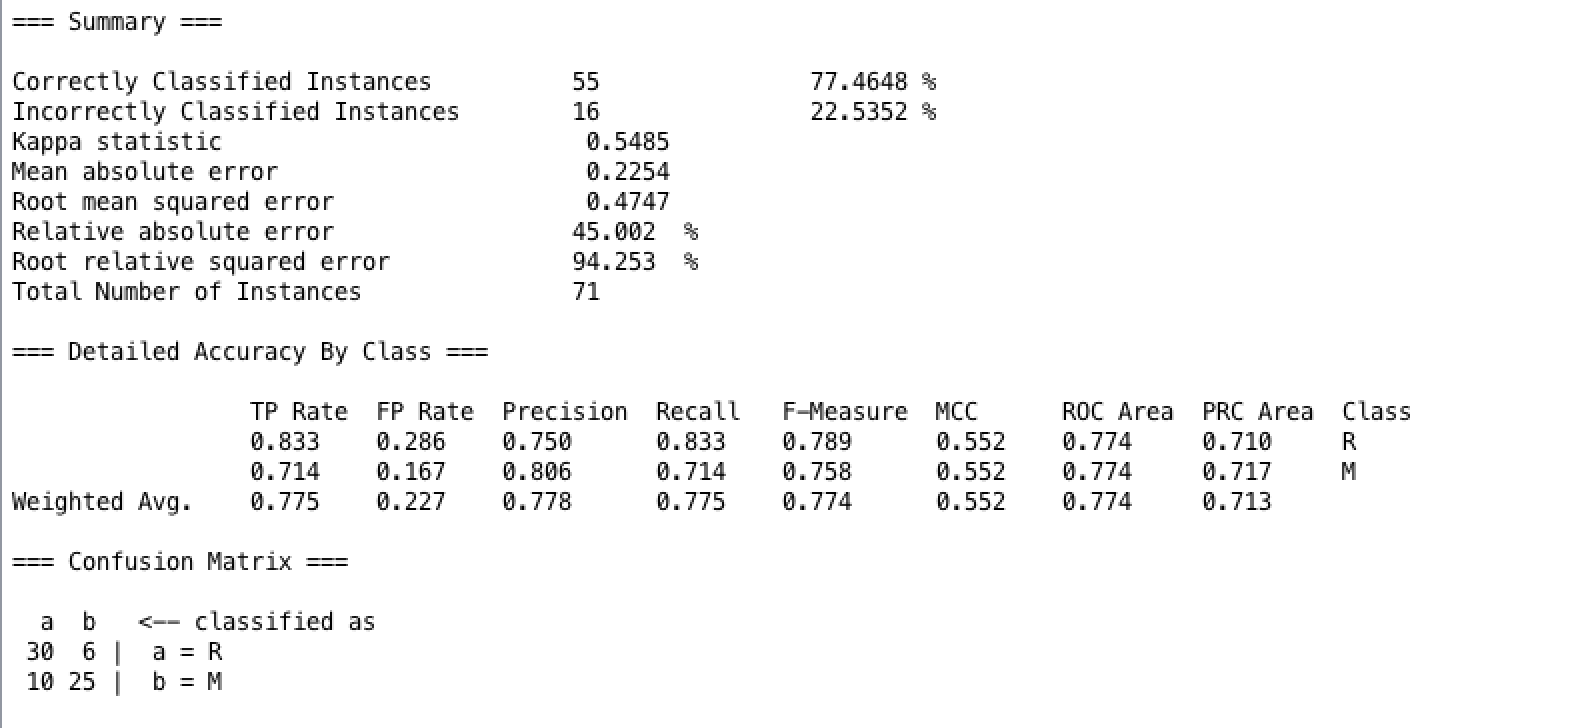 === Summary ===
Correctly Classified Instances          55               77.4648 %
Incorrectly Classified Instances        16               22.5352 %
Kappa statistic                          0.5485
Mean absolute error                      0.2254
Root mean squared error                  0.4747
Relative absolute error                 45.002  %
Root relative squared error             94.253  %
Total Number of Instances               71
=== Detailed Accuracy By Class ===
                 TP Rate  FP Rate  Precision  Recall   F-Measure  MCC      ROC Area  PRC Area  Class
                 0.833    0.286    0.750      0.833    0.789      0.552    0.774     0.710     R
                 0.714    0.167    0.806      0.714    0.758      0.552    0.774     0.717     M
Weighted Avg.    0.775    0.227    0.778      0.775    0.774      0.552    0.774     0.713
=== Confusion Matrix ===
  a  b   <-- classified as
 30  6 |  a = R
 10 25 |  b = M